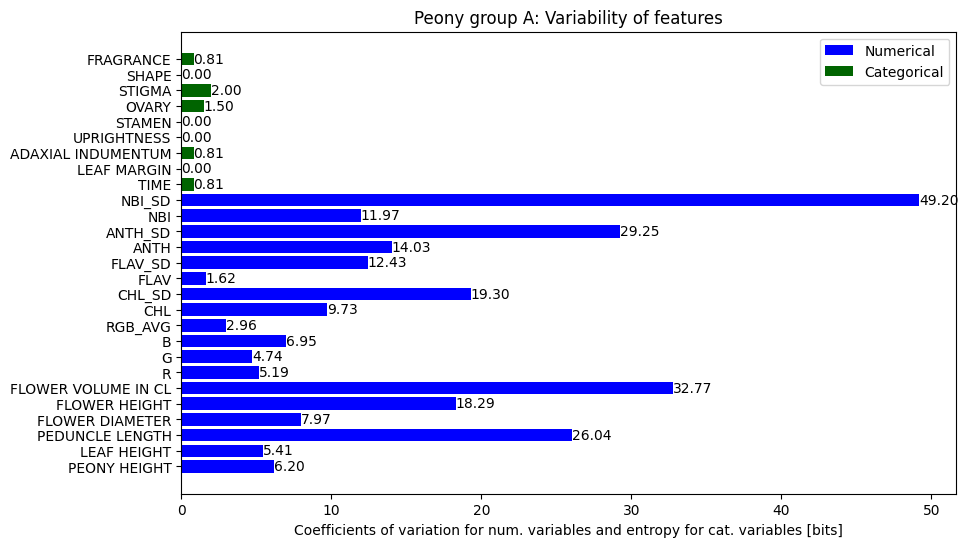 Peony group A: Variability of features
Numerical
Categorical
FRAGRANCE 0.81
SHAPE 0.00
STIGMA 2.00
OVARY 1.50
STAMEN 0.00
UPRIGHTNESS 0.00
ADAXIAL INDUMENTUM 0.81
LEAF MARGIN 0.00
TIME 0.81
NBI_SD 49.20
NBI 11.97
ANTH_SD 29.25
ANTH 14.03
FLAV_SD 12.43
FLAV 1.62
CHL_SD 19.30
CHL 9.73
RGB_AVG 2.96
B 6.95
G 4.74
R 5.19
FLOWER VOLUME IN CL 32.77
FLOWER HEIGHT 18.29
FLOWER DIAMETER 7.97
PEDUNCLE LENGTH 26.04
LEAF HEIGHT 5.41
PEONY HEIGHT 6.20
0 10 20 30 40 50
Coefficients of variation for num. variables and entropy for cat. variables [bits]